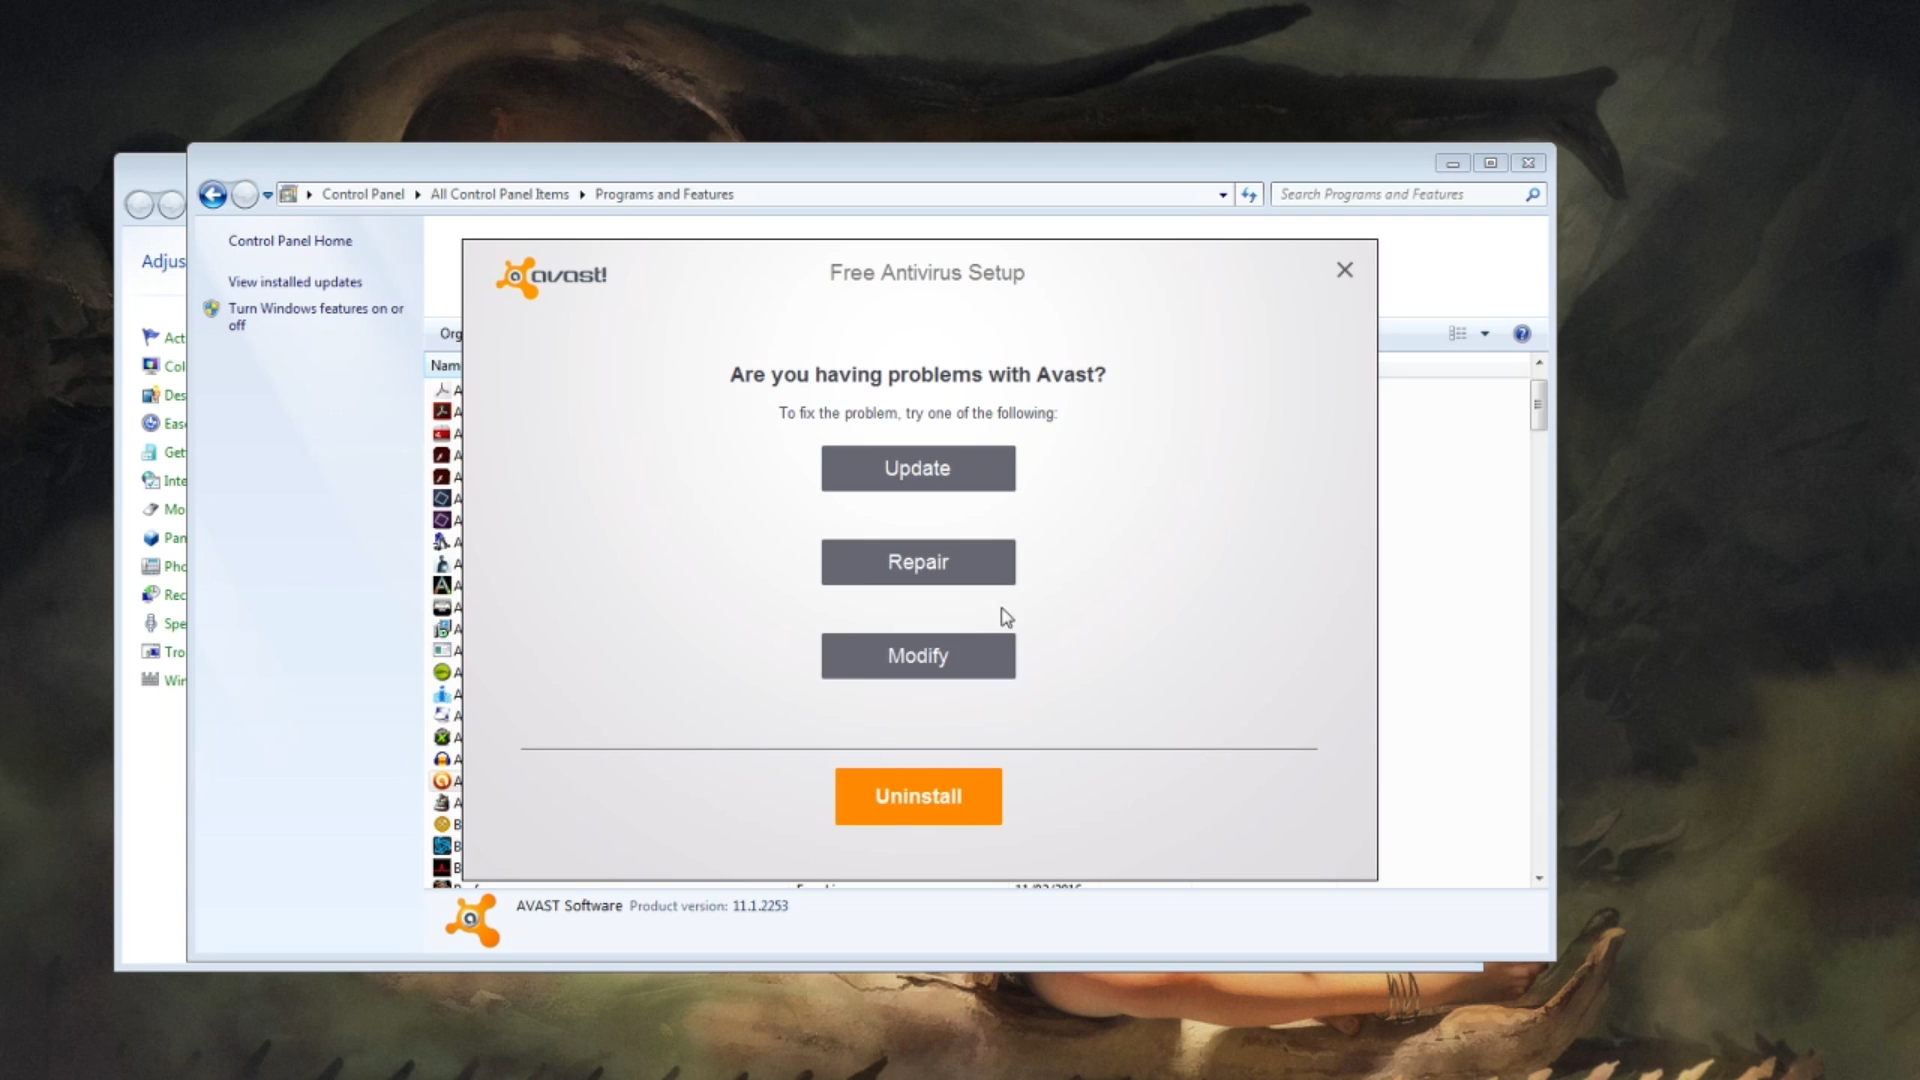 Control Panel
All Control Panel Items
Programs and Features
Search Programs and Features
Control Panel Home
View installed updates
Turn Windows features on or
off
avast!
Free Antivirus Setup
Are you having problems with Avast?
To fix the problem, try one of the following:
Update
Repair
Modify
Uninstall
AVAST Software Product version: 11.1.2253